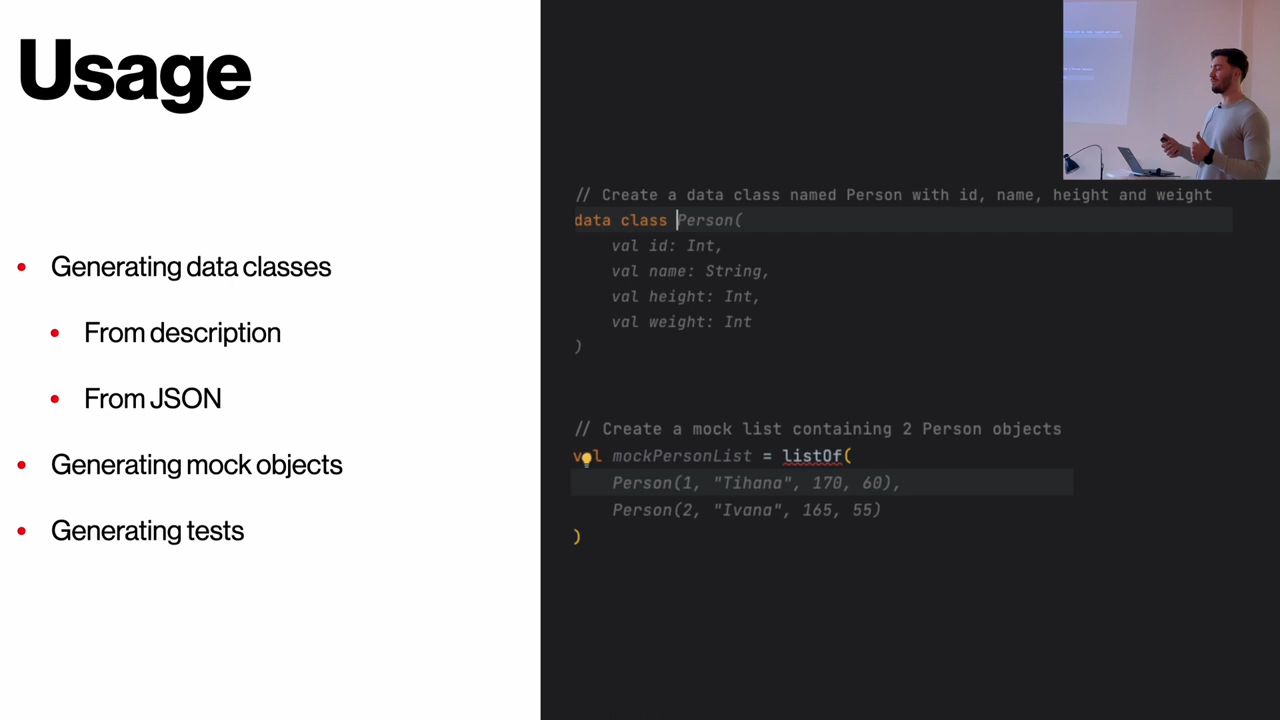 Usage
Generating data classes
From description
From JSON
Generating mock objects
Generating tests
// Create a data class named Person with id, name, height and weight
data class Person(
val id: Int,
val name: String,
val height: Int,
val weight: Int
)
// Create a mock list containing 2 Person objects
val mockPersonList = listOf(
Person(1, "Tihana", 170, 60),
Person(2, "Ivana", 165, 55)
)